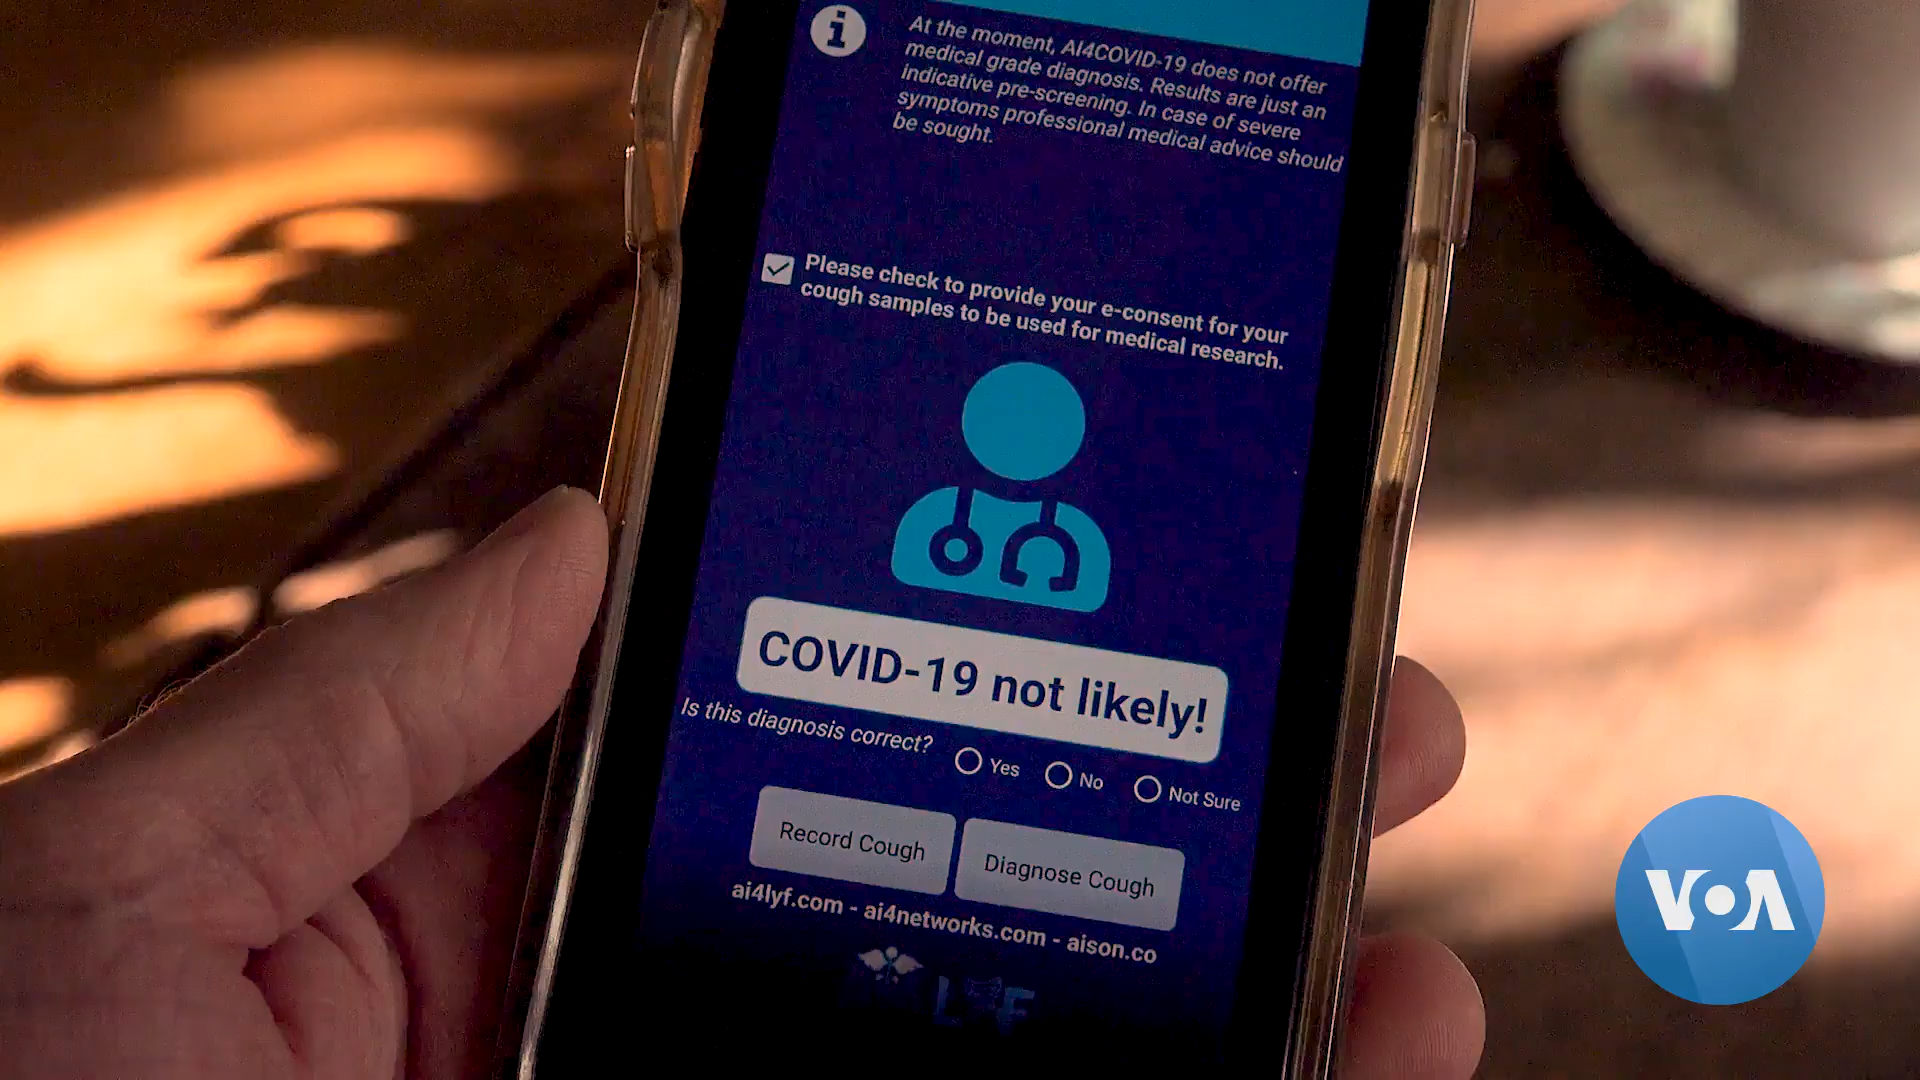 At the moment, AI4COVID-19 does not offer
medical grade diagnosis. Results are just an
indicative pre-screening. In case of severe
symptoms professional medical advice should
be sought.
Please check to provide your e-consent for your
cough samples to be used for medical research.
COVID-19 not likely!
Is this diagnosis correct? Yes No Not Sure
Record Cough Diagnose Cough
ai4lyf.com - ai4networks.com - aison.co
VOA